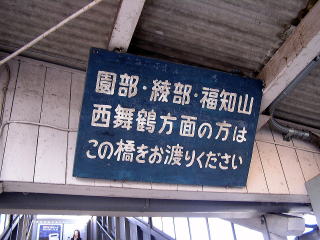 園部・綾部・福知山
西舞鶴方面の方は
この橋をお渡りください